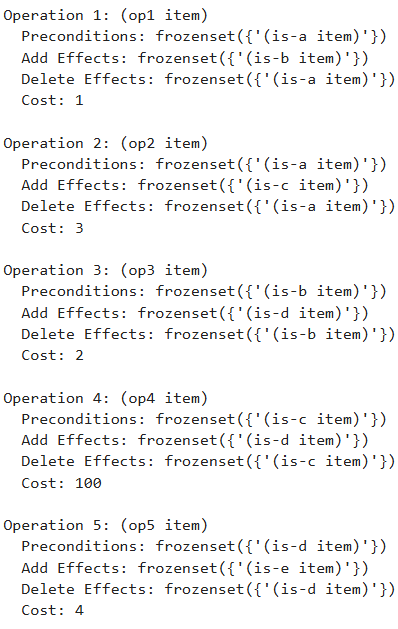 Operation 1: (op1 item)
  Preconditions: frozenset({'(is-a item)'})
  Add Effects: frozenset({'(is-b item)'})
  Delete Effects: frozenset({'(is-a item)'})
  Cost: 1

Operation 2: (op2 item)
  Preconditions: frozenset({'(is-a item)'})
  Add Effects: frozenset({'(is-c item)'})
  Delete Effects: frozenset({'(is-a item)'})
  Cost: 3

Operation 3: (op3 item)
  Preconditions: frozenset({'(is-b item)'})
  Add Effects: frozenset({'(is-d item)'})
  Delete Effects: frozenset({'(is-b item)'})
  Cost: 2

Operation 4: (op4 item)
  Preconditions: frozenset({'(is-c item)'})
  Add Effects: frozenset({'(is-d item)'})
  Delete Effects: frozenset({'(is-c item)'})
  Cost: 100

Operation 5: (op5 item)
  Preconditions: frozenset({'(is-d item)'})
  Add Effects: frozenset({'(is-e item)'})
  Delete Effects: frozenset({'(is-d item)'})
  Cost: 4